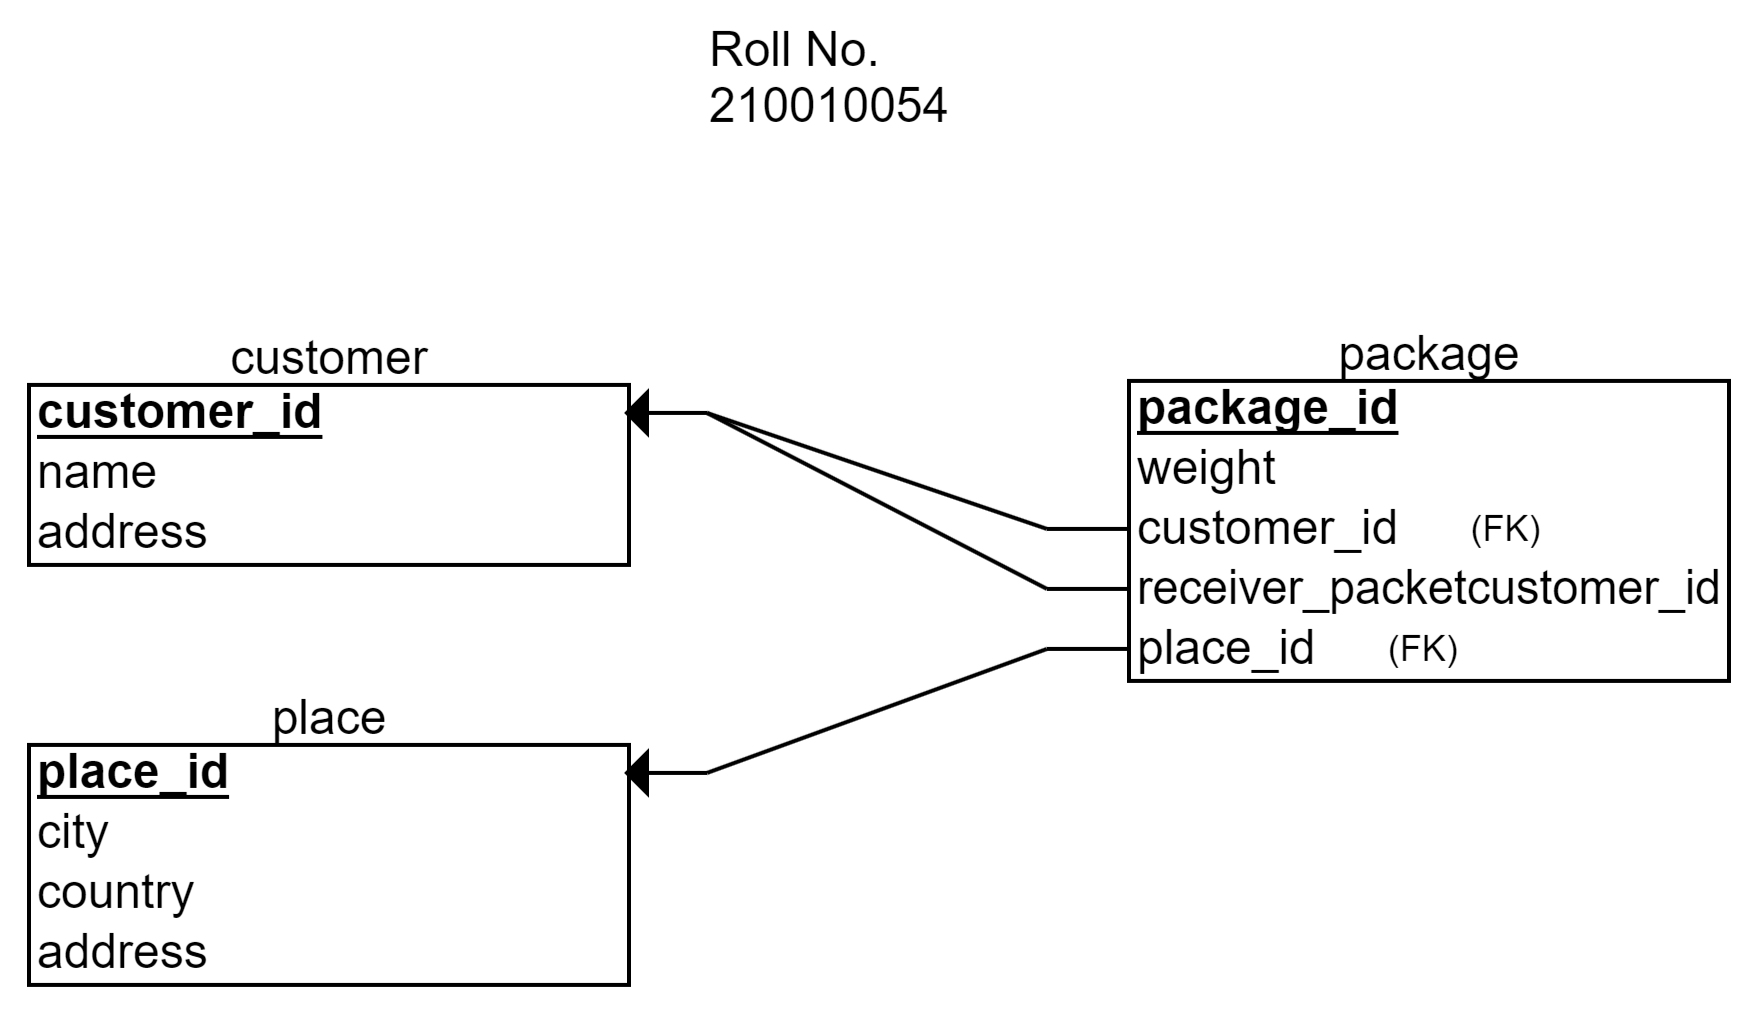 Roll No.
210010054
customer
customer_id
name
address
package
package_id
weight
customer_id (FK)
receiver_packetcustomer_id
place_id (FK)
place
place_id
city
country
address